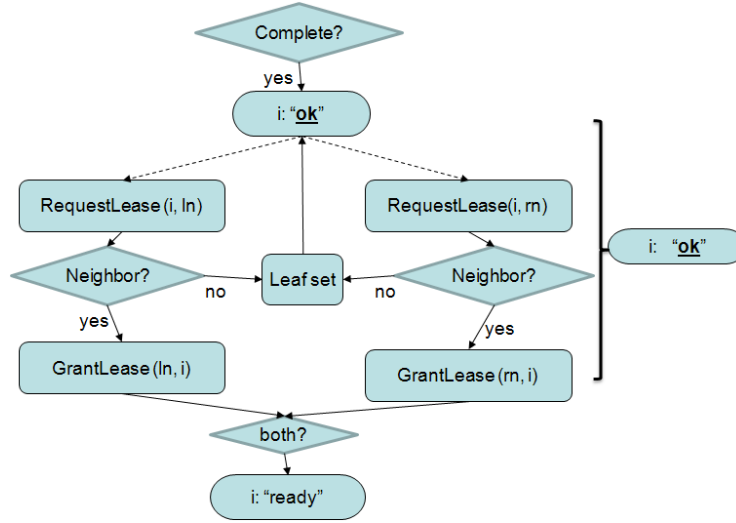 Complete?
yes
i: “ok”
RequestLease(i, ln)
RequestLease(i, rn)
i: “ok”
Neighbor?
no
Leaf set
no
Neighbor?
yes
yes
GrantLease(ln, i)
GrantLease(rn, i)
both?
i: “ready”